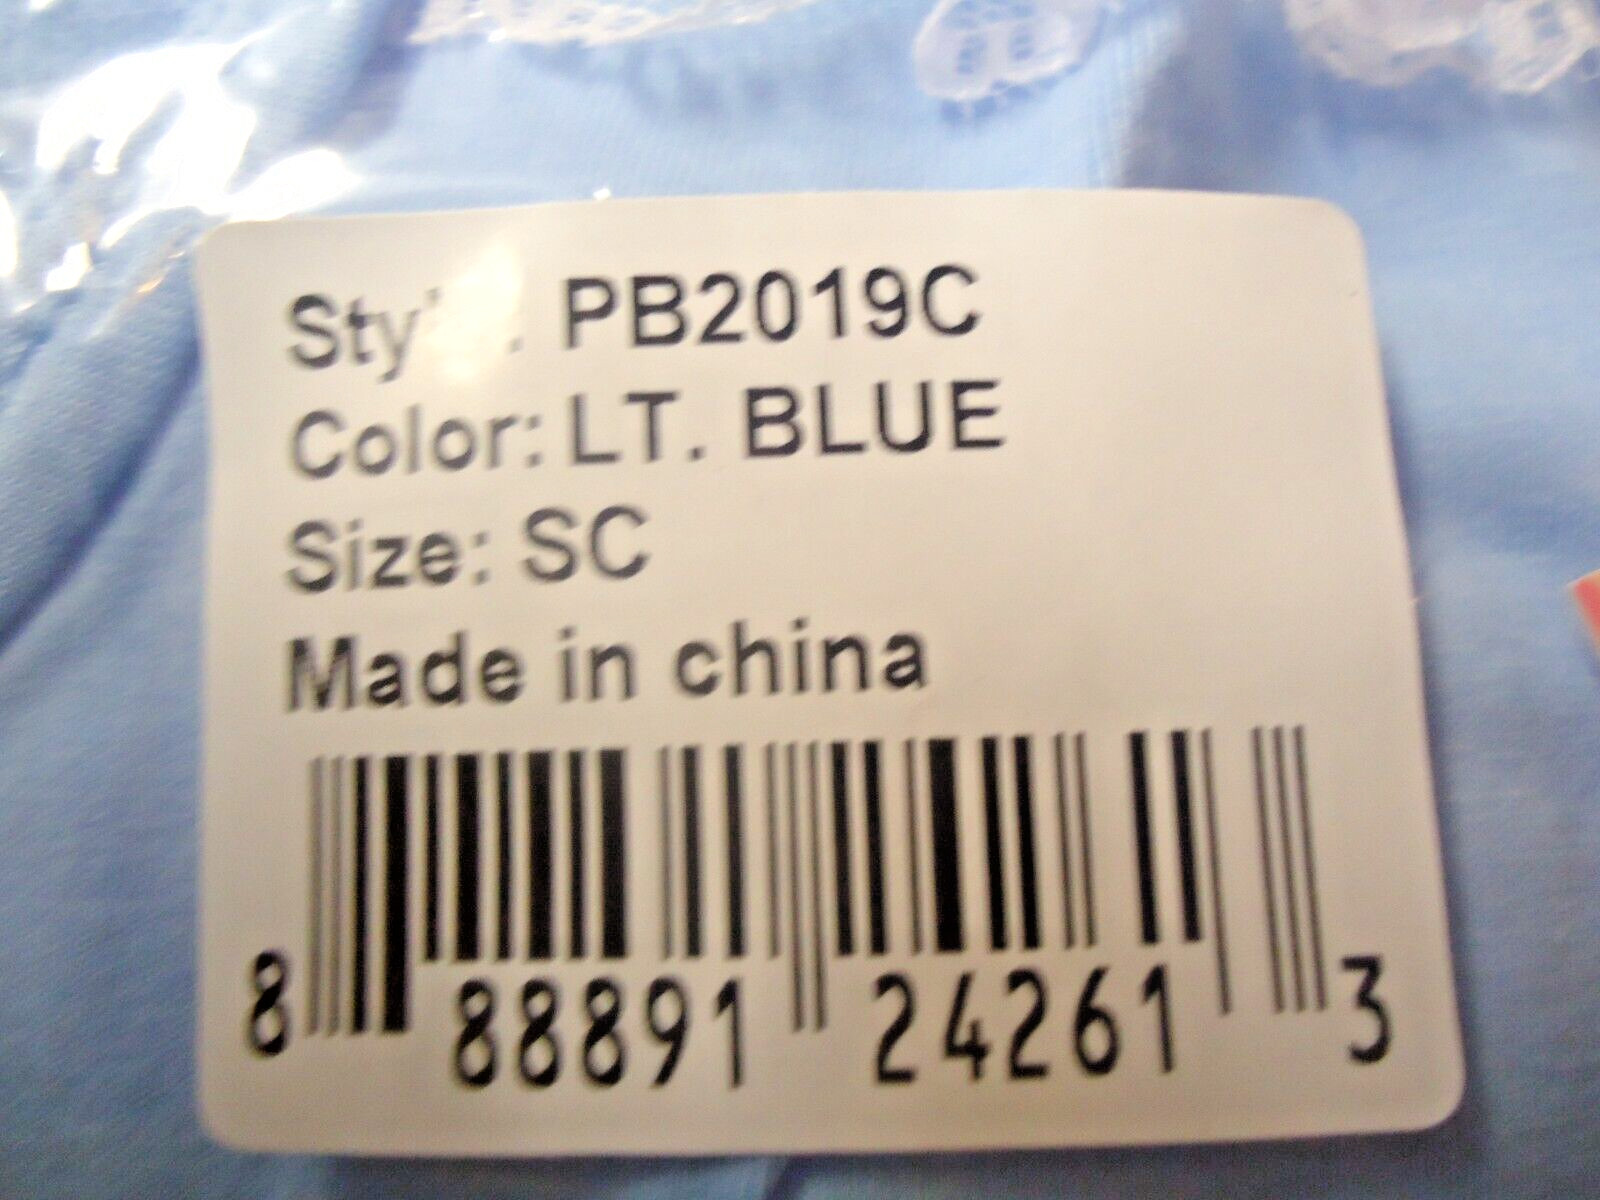 PB2019C
Color: LT. BLUE
Size: SC
Made in china
8 88891 24261 3